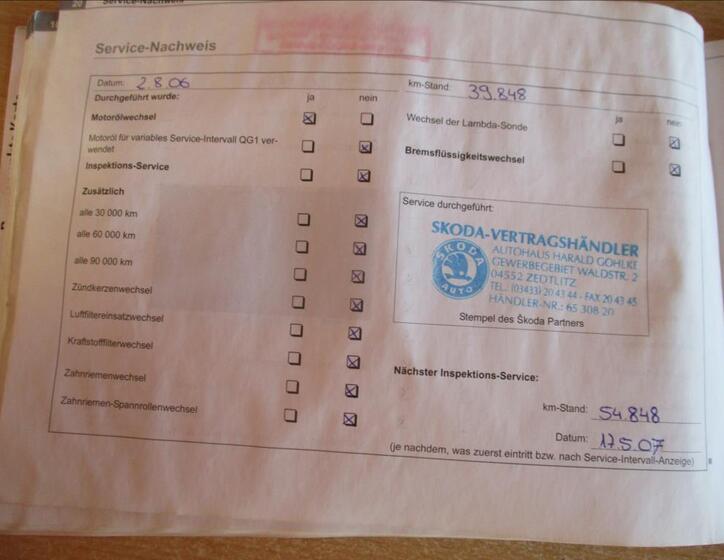 Service-Nachweis
Datum: 2.8.06
km-Stand: 39.848
Durchgeführt wurde: ja nein
Motorölwechsel
Motoröl für variables Service-Intervall QG1 ver-
wendet
Inspektions-Service
Zusätzlich
alle 30 000 km
alle 60 000 km
alle 90 000 km
Zündkerzenwechsel
Luftfiltereinsatzwechsel
Kraftstofffilterwechsel
Zahnriemenwechsel
Zahnriemen-Spannrollenwechsel
ja nein
Wechsel der Lambda-Sonde
Bremsflüssigkeitswechsel
Service durchgeführt:
SKODA-VERTRAGSHÄNDLER
AUTOHAUS HARALD GOHLKE
GEWERBEGEBIET WALDSTR. 2
04552 ZEDTLITZ
TEL. (03433) 20 43 44 - FAX 20 43 45
HÄNDLER-NR.: 65 308 20
SKODA
AUTO
Stempel des Škoda Partners
Nächster Inspektions-Service:
km-Stand: 54.848
Datum: 17.5.07
(je nachdem, was zuerst eintritt bzw. nach Service-Intervall-Anzeige)